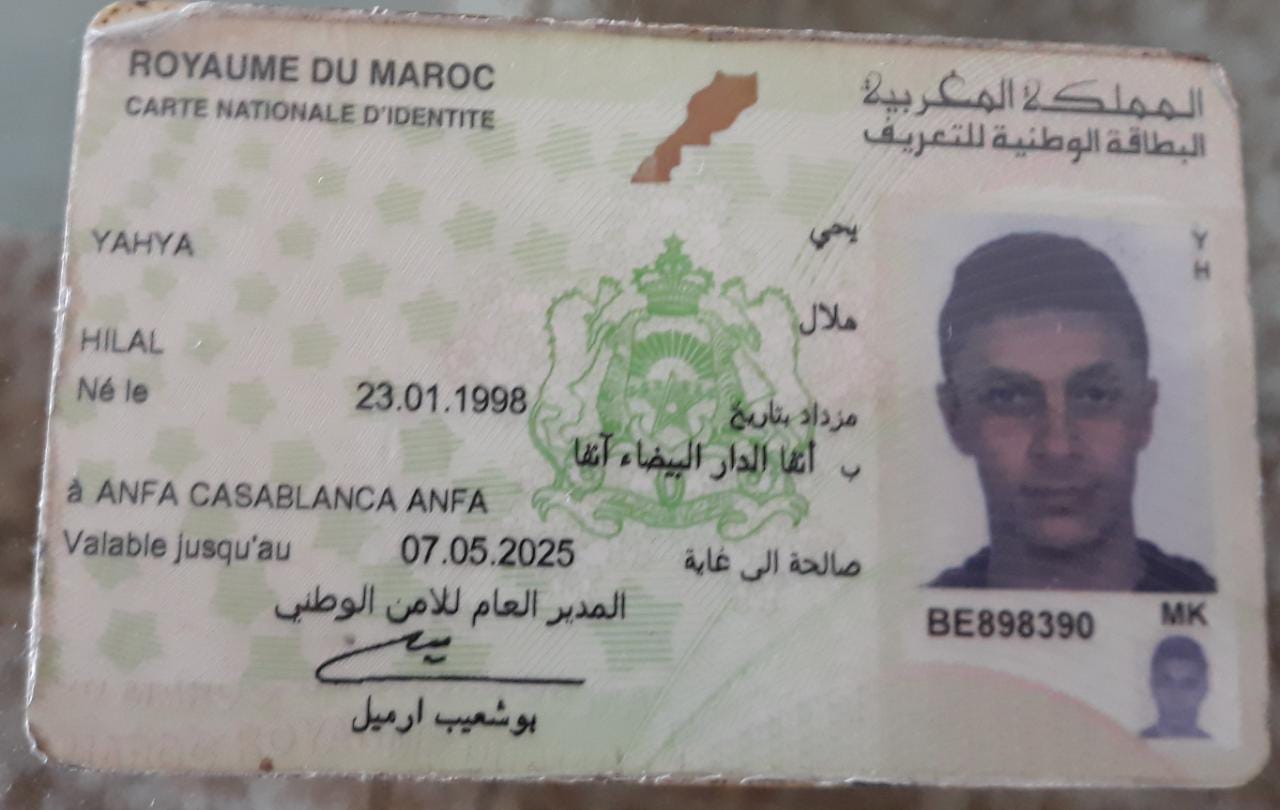 ROYAUME DU MAROC
المملكة المغربية
CARTE NATIONALE D'IDENTITE
البطاقة الوطنية للتعريف
يحي
YAHYA
Y
H
هلال
HILAL
Né le 23.01.1998 مزداد بتاريخ
ب أنفا الدار البيضاء آنفا
à ANFA CASABLANCA ANFA
Valable jusqu'au 07.05.2025 صالحة الى غاية
المدير العام للامن الوطني
بوشعيب ارميل
BE898390
MK